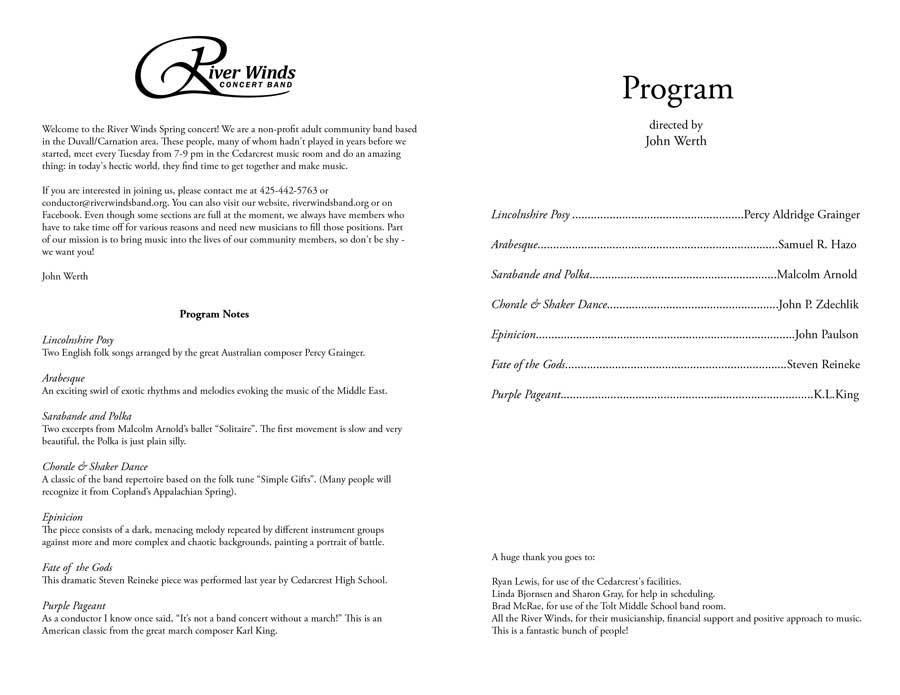 River Winds
CONCERT BAND
Welcome to the River Winds Spring concert! We are a non-profit adult community band based
in the Duvall/Carnation area. These people, many of whom hadn't played in years before we
started, meet every Tuesday from 7-9 pm in the Cedarcrest music room and do an amazing
thing: in today's hectic world, they find time to get together and make music.
If you are interested in joining us, please contact me at 425-442-5763 or
conductor@riverwindsband.org. You can also visit our website, riverwindsband.org or on
Facebook. Even though some sections are full at the moment, we always have members who
have to take time off for various reasons and need new musicians to fill those positions. Part
of our mission is to bring music into the lives of our community members, so don't be shy -
we want you!
John Werth
Program Notes
Lincolnshire Posy
Two English folk songs arranged by the great Australian composer Percy Grainger.
Arabesque
An exciting swirl of exotic rhythms and melodies evoking the music of the Middle East.
Sarabande and Polka
Two excerpts from Malcolm Arnold's ballet “Solitaire”. The first movement is slow and very
beautiful, the Polka is just plain silly.
Chorale & Shaker Dance
A classic of the band repertoire based on the folk tune “Simple Gifts”. (Many people will
recognize it from Copland's Appalachian Spring).
Epinicion
The piece consists of a dark, menacing melody repeated by different instrument groups
against more and more complex and chaotic backgrounds, painting a portrait of battle.
Fate of the Gods
This dramatic Steven Reineke piece was performed last year by Cedarcrest High School.
Purple Pageant
As a conductor I know once said, “It's not a band concert without a march!” This is an
American classic from the great march composer Karl King.
Program
directed by
John Werth
Lincolnshire Posy .......................................................Percy Aldridge Grainger
Arabesque.............................................................................Samuel R. Hazo
Sarabande and Polka............................................................Malcolm Arnold
Chorale & Shaker Dance.......................................................John P. Zdechlik
Epinicion...................................................................................John Paulson
Fate of the Gods................................................................................Steven Reineke
Purple Pageant.................................................................................K.L.King
A huge thank you goes to:
Ryan Lewis, for use of the Cedarcrest's facilities.
Linda Bjornsen and Sharon Gray, for help in scheduling.
Brad McRae, for use of the Tolt Middle School band room.
All the River Winds, for their musicianship, financial support and positive approach to music.
This is a fantastic bunch of people!